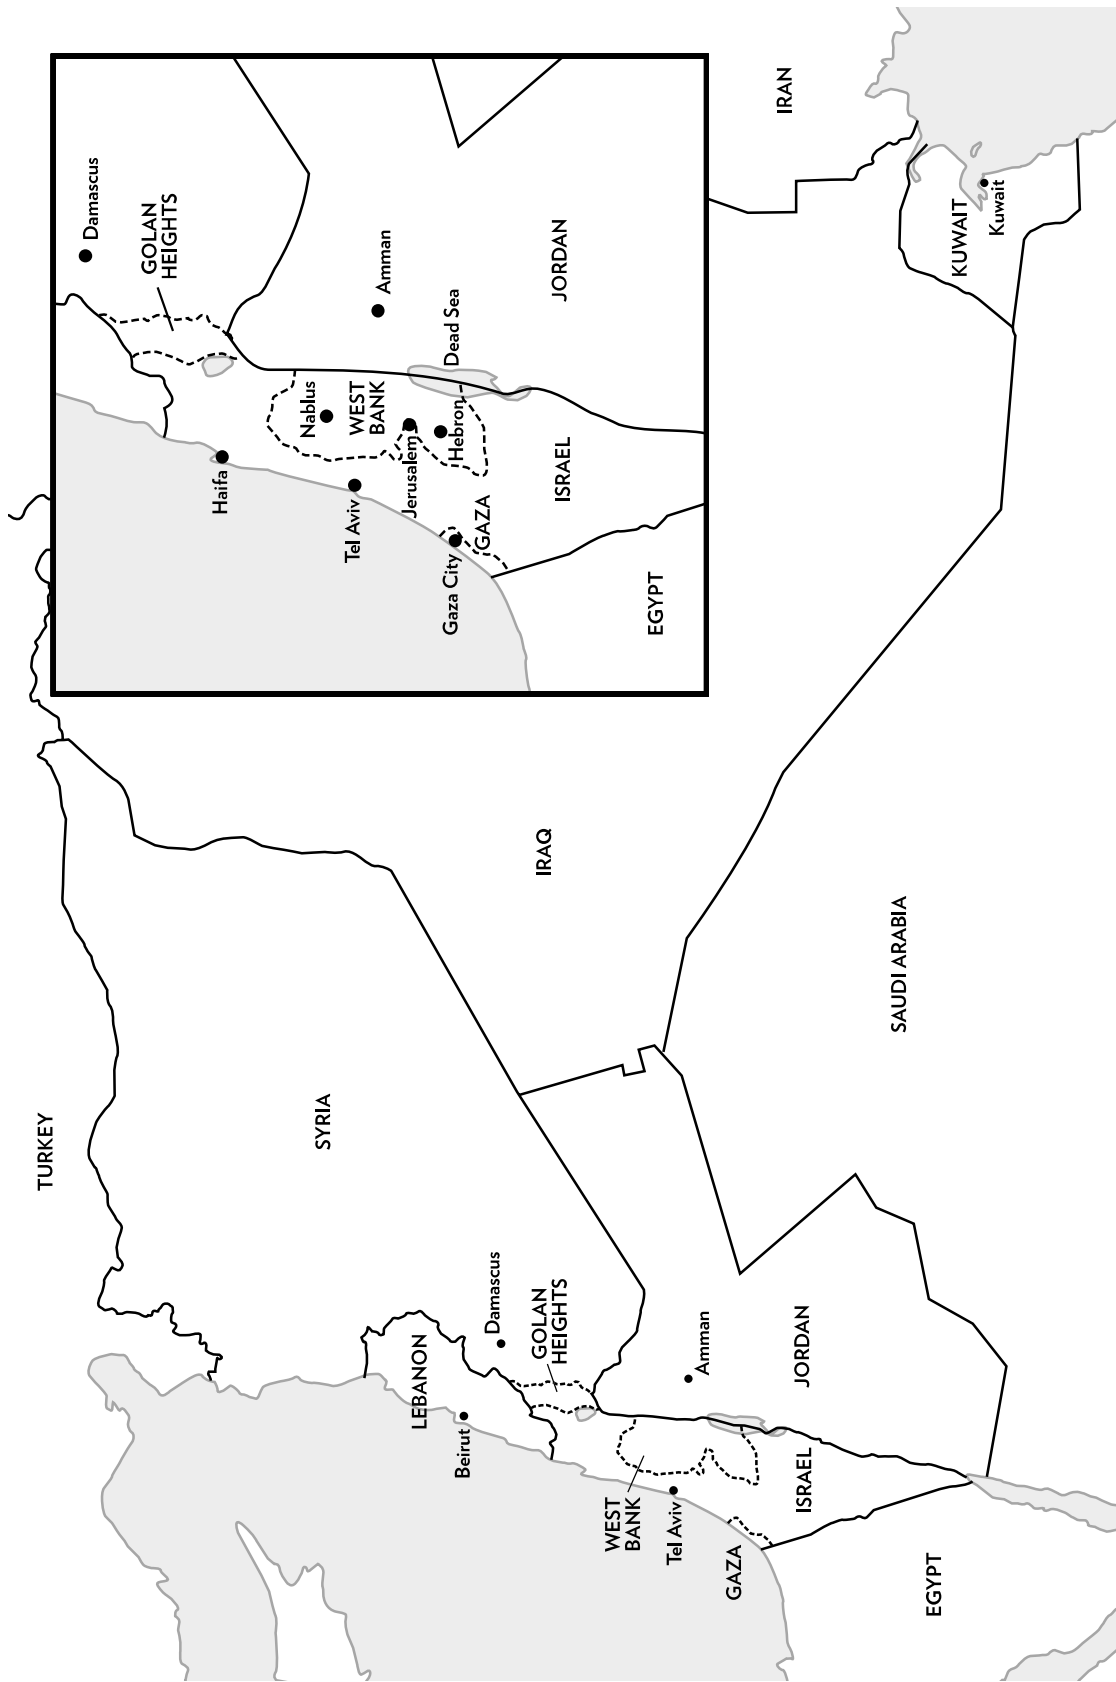 TURKEY
SYRIA
LEBANON
Beirut
Damascus
GOLAN
HEIGHTS
WEST
BANK
Tel Aviv
GAZA
Amman
JORDAN
ISRAEL
EGYPT
IRAQ
SAUDI ARABIA
IRAN
KUWAIT
Kuwait
Damascus
GOLAN
HEIGHTS
Haifa
Nablus
WEST
BANK
Tel Aviv
Amman
Jerusalem
Dead Sea
Hebron
Gaza City
GAZA
JORDAN
ISRAEL
EGYPT